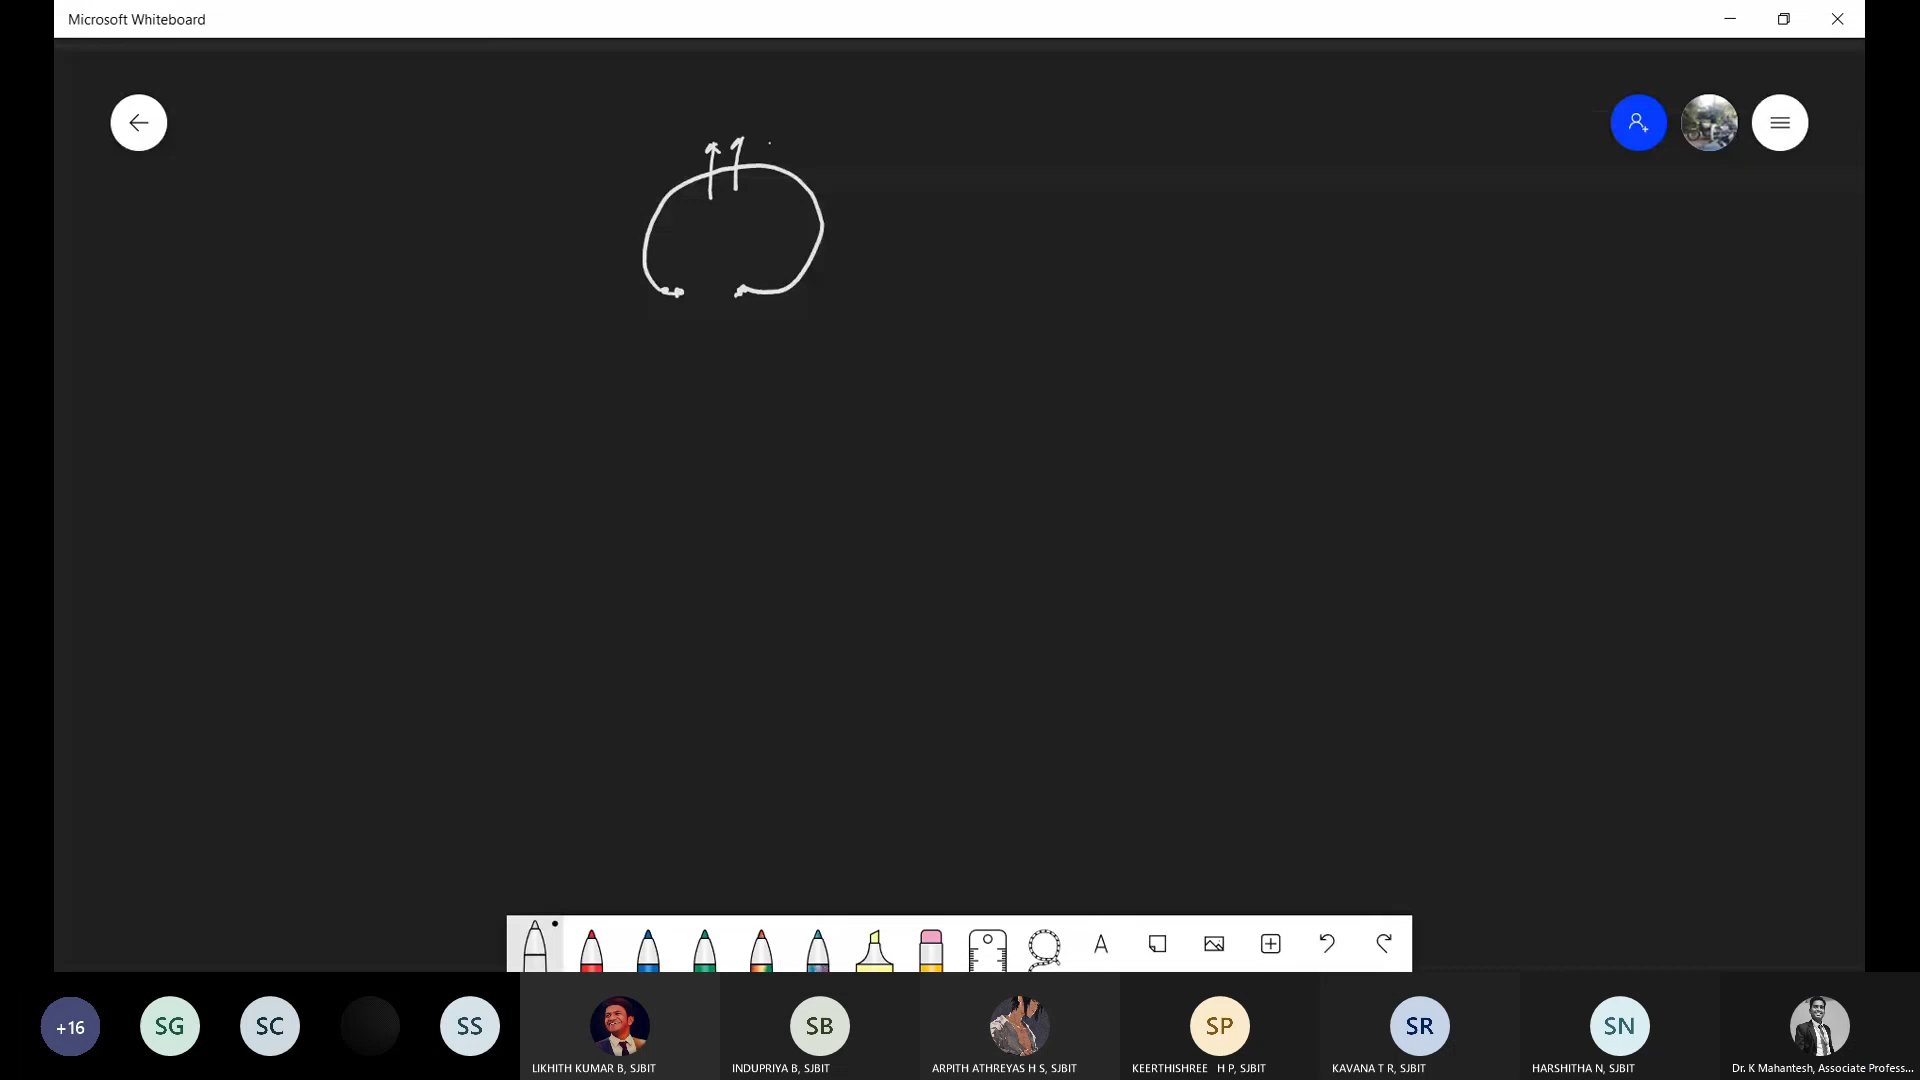 Microsoft Whiteboard
A
+16
SG
SC
SS
SB
SP
SR
SN
LIKHITH KUMAR B, SJBIT
INDUPRIYA B, SJBIT
ARPITH ATHREYAS H S, SJBIT
KEERTHISHREE H P, SJBIT
KAVANA T R, SJBIT
HARSHITHA N, SJBIT
Dr. K Mahantesh, Associate Profess...